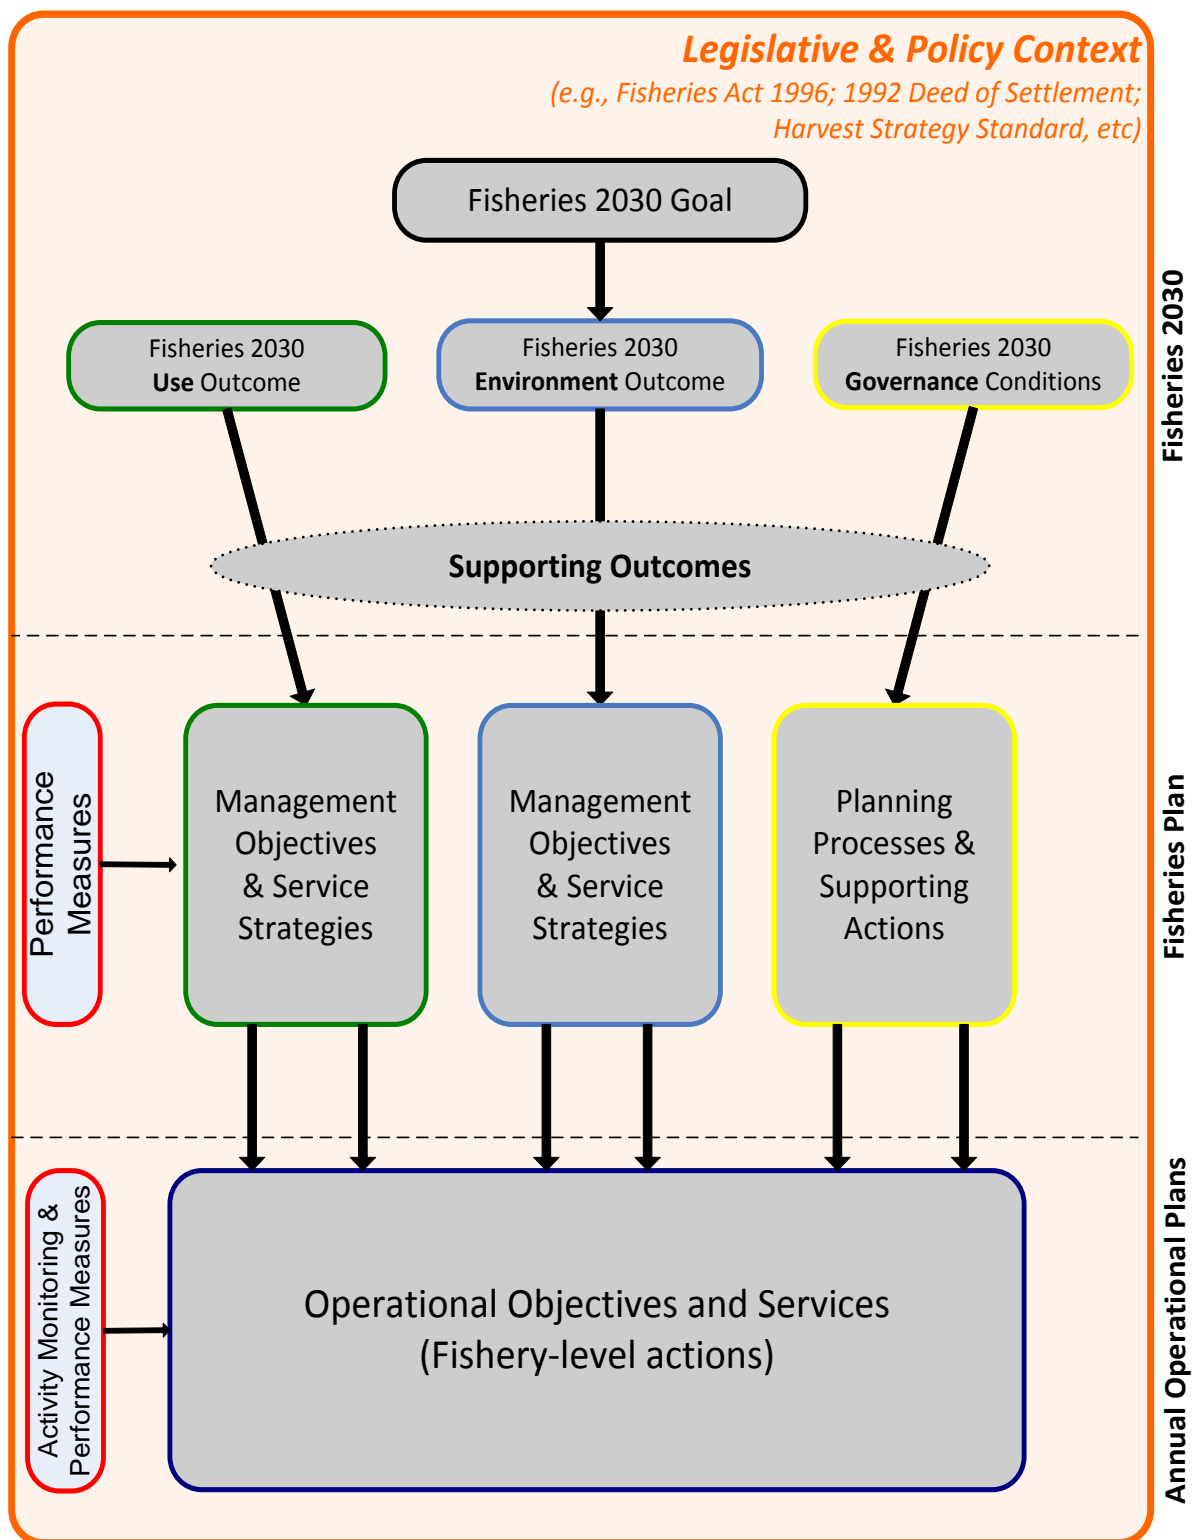 Legislative & Policy Context
(e.g., Fisheries Act 1996; 1992 Deed of Settlement;
Harvest Strategy Standard, etc)
Fisheries 2030 Goal
Fisheries 2030
Use Outcome
Fisheries 2030
Environment Outcome
Fisheries 2030
Governance Conditions
Fisheries 2030
Supporting Outcomes
Performance
Measures
Management
Objectives
& Service
Strategies
Management
Objectives
& Service
Strategies
Planning
Processes &
Supporting
Actions
Fisheries Plan
Activity Monitoring &
Performance Measures
Operational Objectives and Services
(Fishery-level actions)
Annual Operational Plans